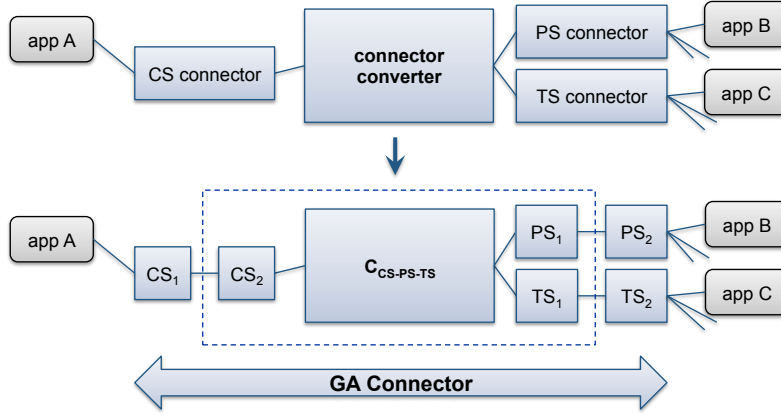 app A
CS connector
connector
converter
PS connector
TS connector
app B
app C
app A
CS1
CS2
CCS-PS-TS
PS1
TS1
PS2
TS2
app B
app C
GA Connector